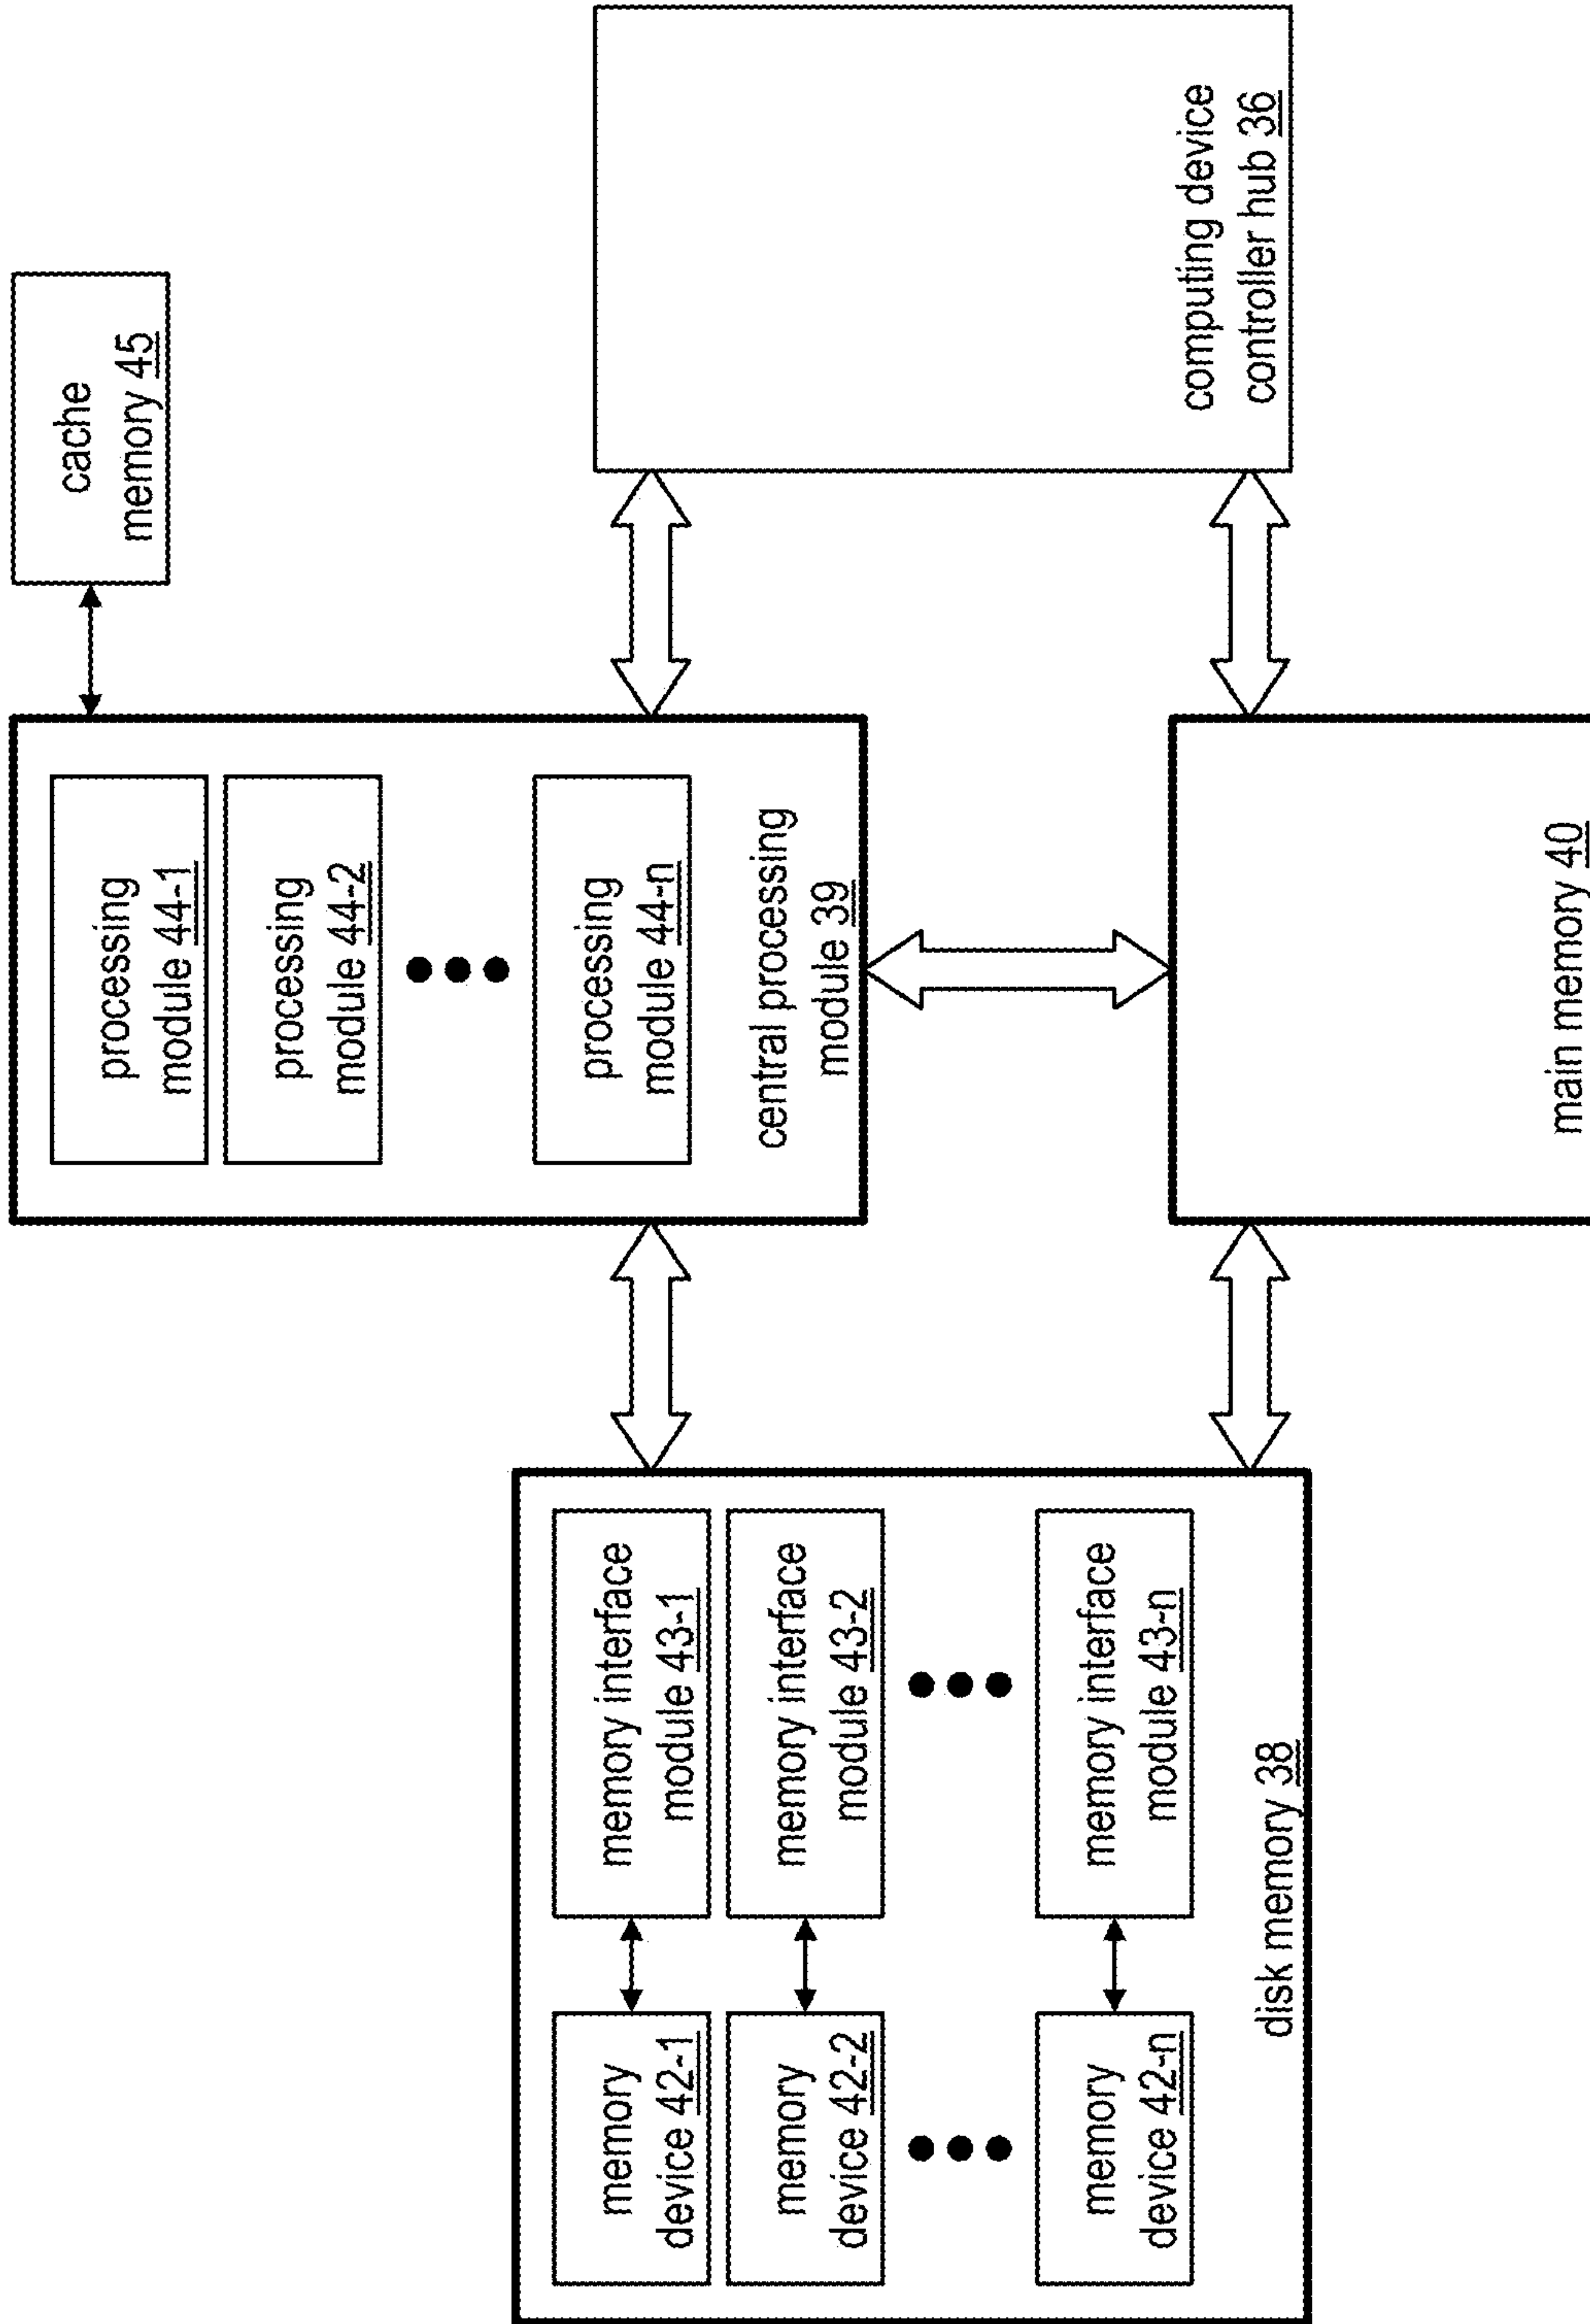 memory
device 42-1
memory
device 42-2
memory
device 42-n
memory interface
module 43-1
memory interface
module 43-2
memory interface
module 43-n
disk memory 38
processing
module 44-1
processing
module 44-2
processing
module 44-n
central processing
module 39
main memory 40
cache
memory 45
computing device
controller hub 36